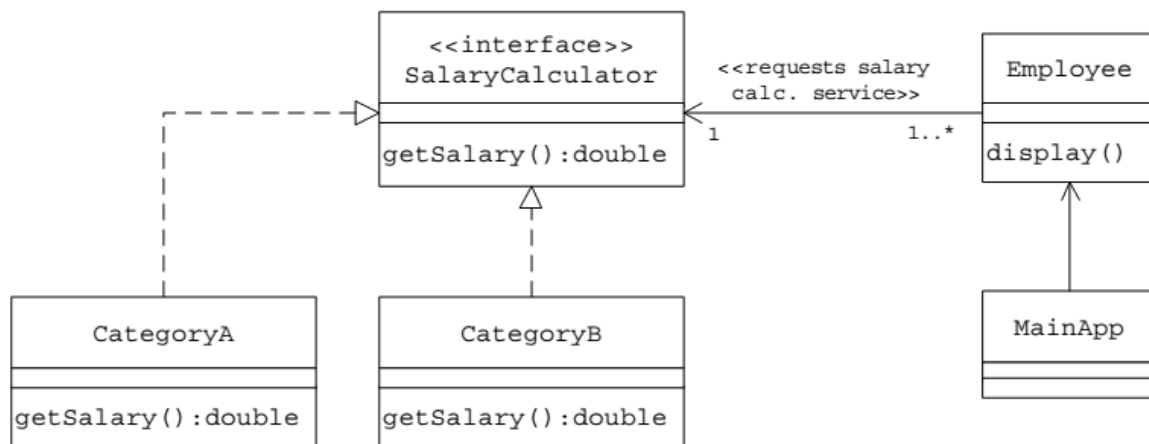 <<interface>>
SalaryCalculator
getSalary():double
<<requests salary
calc. service>>
1
1..*
Employee
display()
CategoryA
getSalary():double
CategoryB
getSalary():double
MainApp